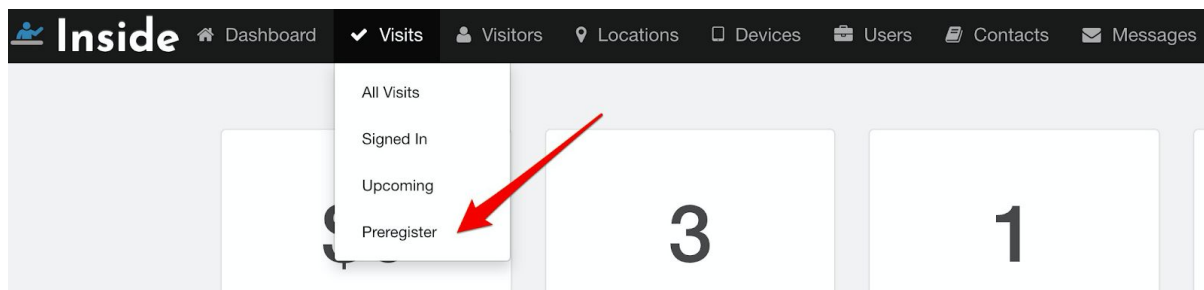 Inside Dashboard Visits Visitors Locations Devices Users Contacts Messages
All Visits
Signed In
Upcoming
Preregister
3 1